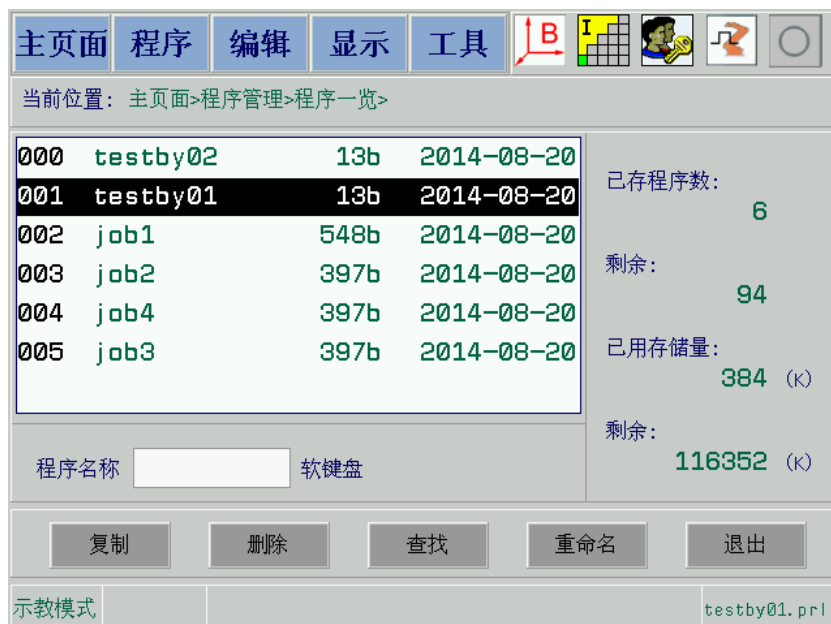 主页面 程序 编辑 显示 工具 B I
当前位置: 主页面>程序管理>程序一览>
000 testby02 13b 2014-08-20
001 testby01 13b 2014-08-20
002 job1 548b 2014-08-20
003 job2 397b 2014-08-20
004 job4 397b 2014-08-20
005 job3 397b 2014-08-20
已存程序数:
6
剩余:
94
已用存储量:
384 (K)
剩余:
116352 (K)
程序名称 软键盘
复制 删除 查找 重命名 退出
示教模式 testby01.prl